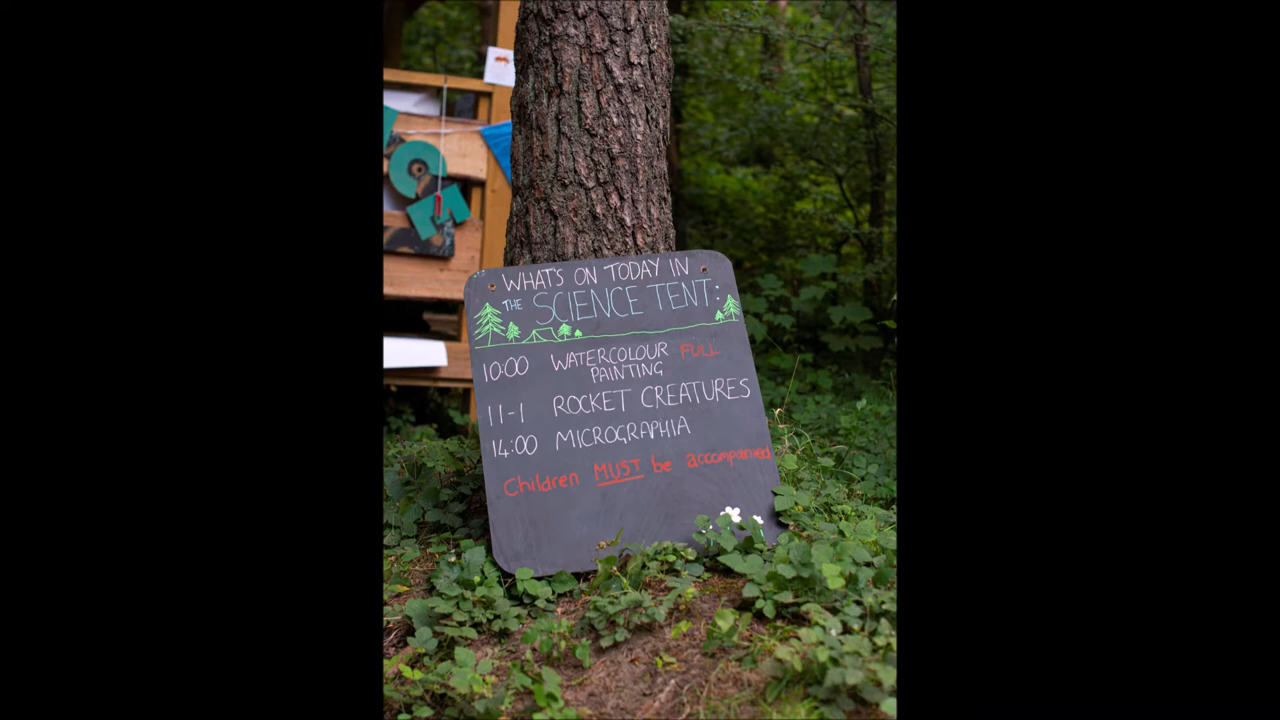 WHAT'S ON TODAY IN
THE SCIENCE TENT:
10:00 WATERCOLOUR FULL
PAINTING
11-1 ROCKET CREATURES
14:00 MICROGRAPHIA
Children MUST be accompanied